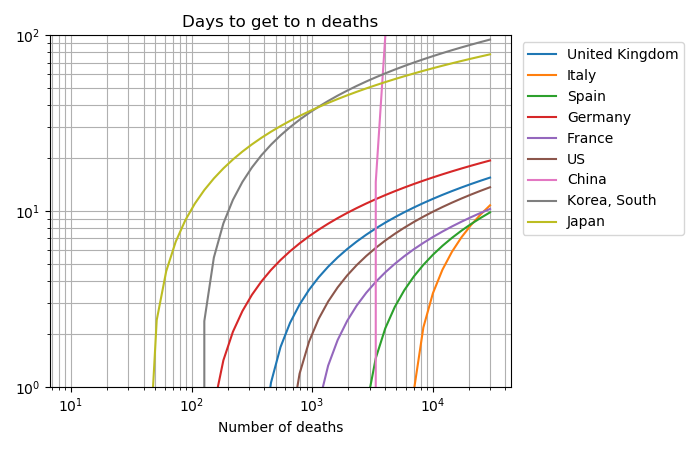 Days to get to n deaths
10²
10¹
10⁰
10¹
10²
10³
10⁴
Number of deaths
United Kingdom
Italy
Spain
Germany
France
US
China
Korea, South
Japan